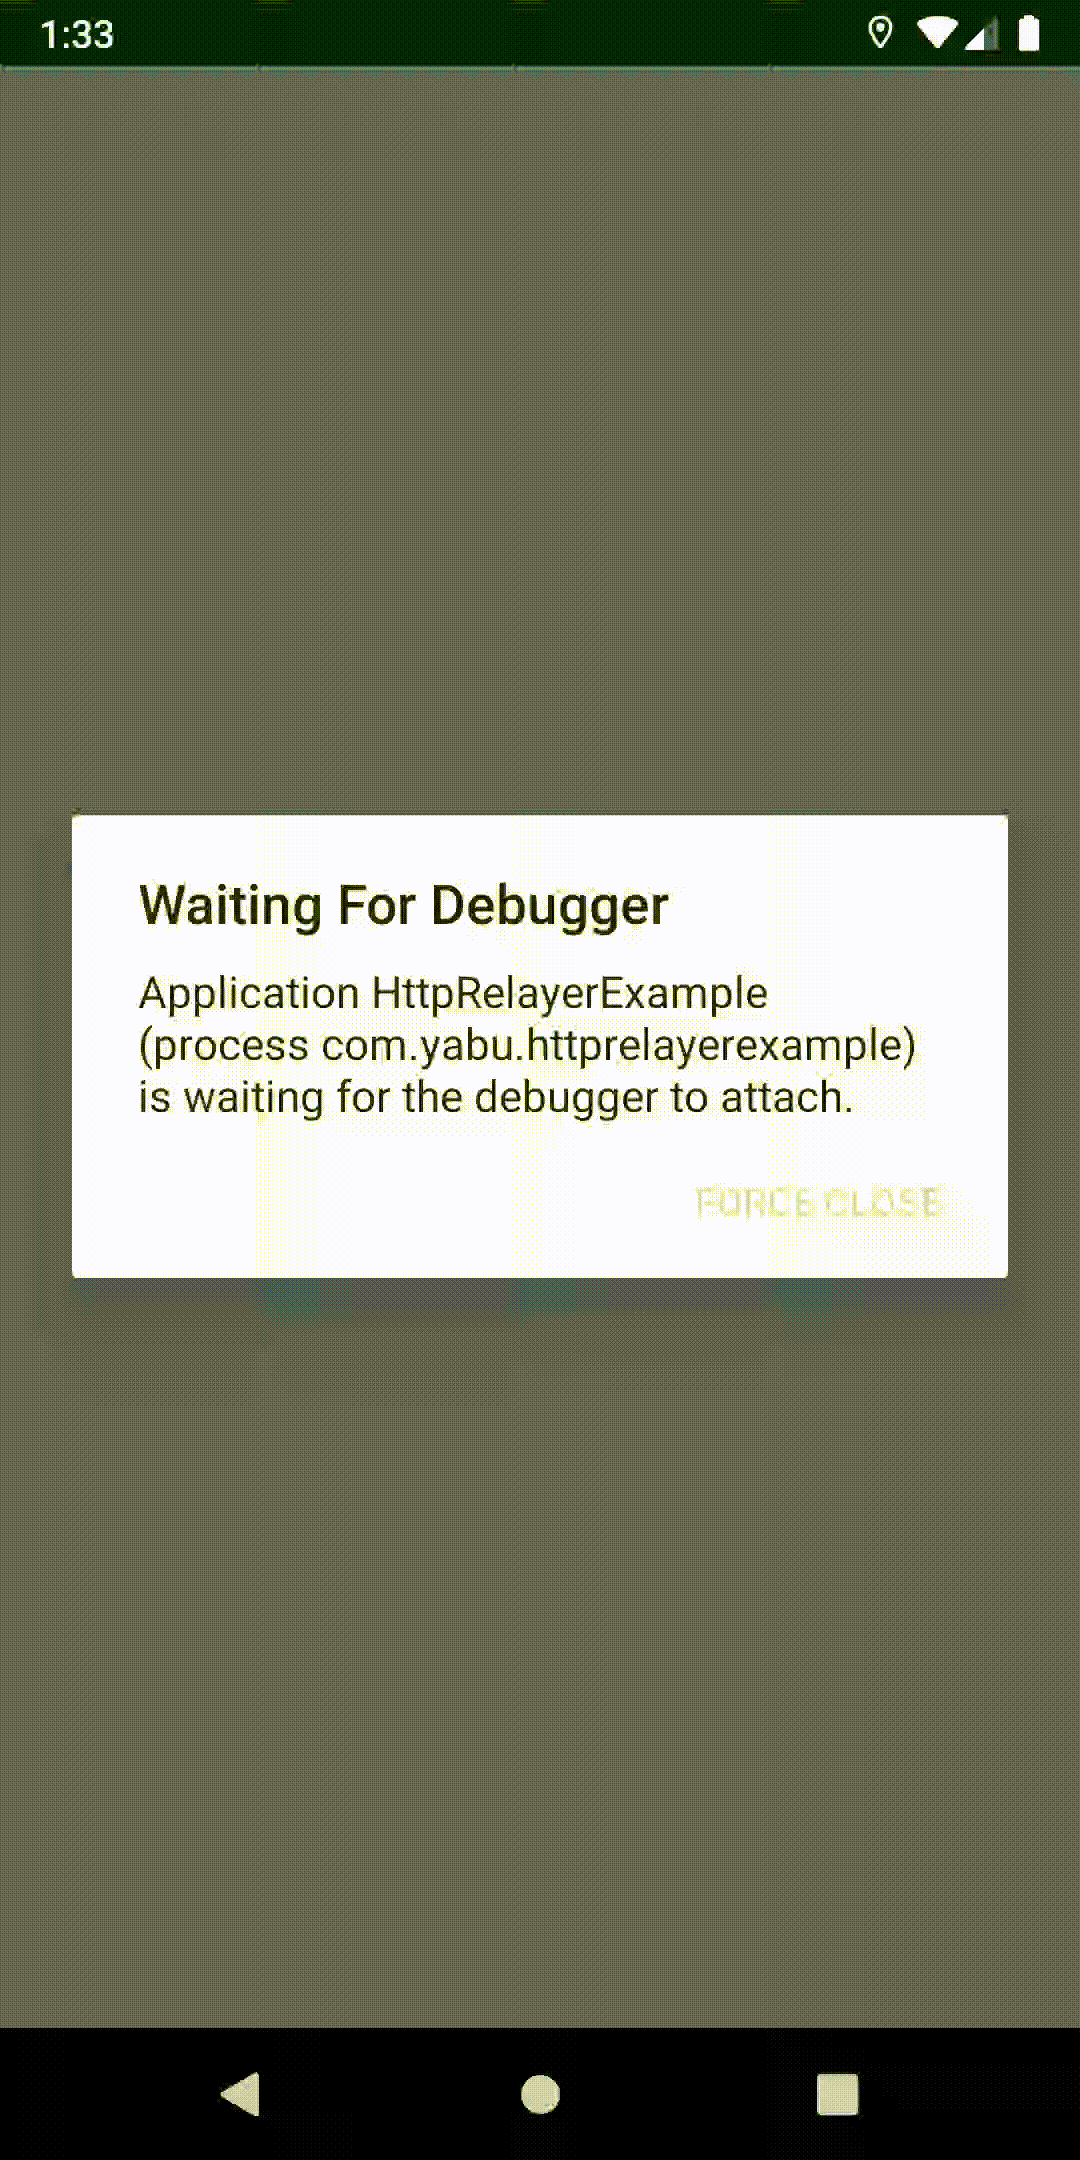 1:33
Waiting For Debugger
Application HttpRelayerExample
(process com.yabu.httprelayerexample)
is waiting for the debugger to attach.
FORCE CLOSE